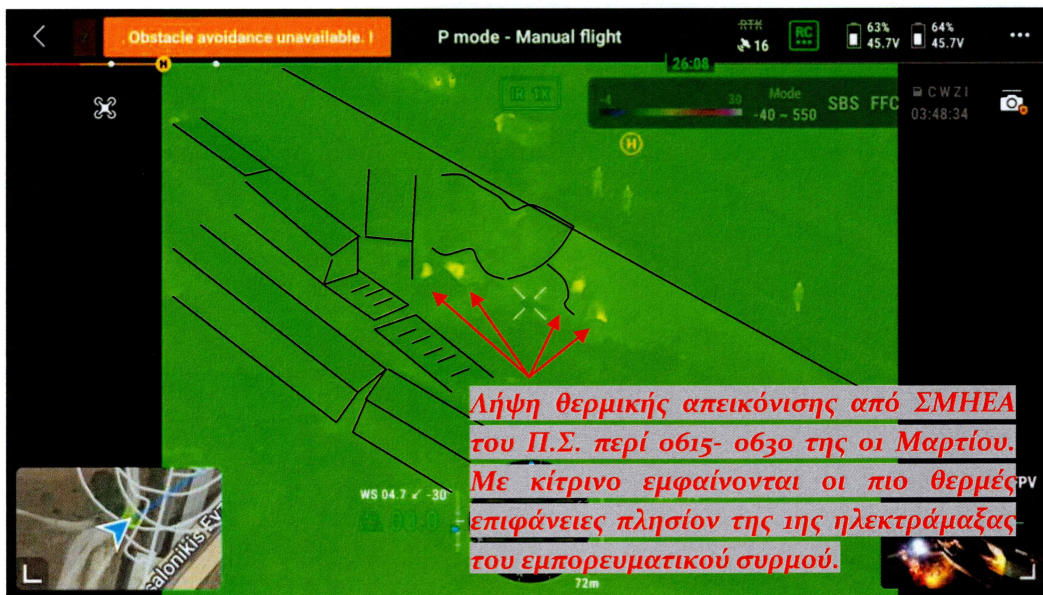 Obstacle avoidance unavailable. I
P mode - Manual flight
RTK
16
RC
63%
45.7V
64%
45.7V
26:08
H
IR 1X
-4
30
Mode
-40 ~ 550
SBS FFC
CWZI
03:48:34
H
Λήψη θερμικής απεικόνισης από ΣΜΗΕΑ
του Π.Σ. περί 0615- 0630 της 01 Μαρτίου.
Με κίτρινο εμφαίνονται οι πιο θερμές
επιφάνειες πλησίον της 1ης ηλεκτράμαξας
του εμπορευματικού συρμού.
WS 04.7 ↙ -30
PV
72m